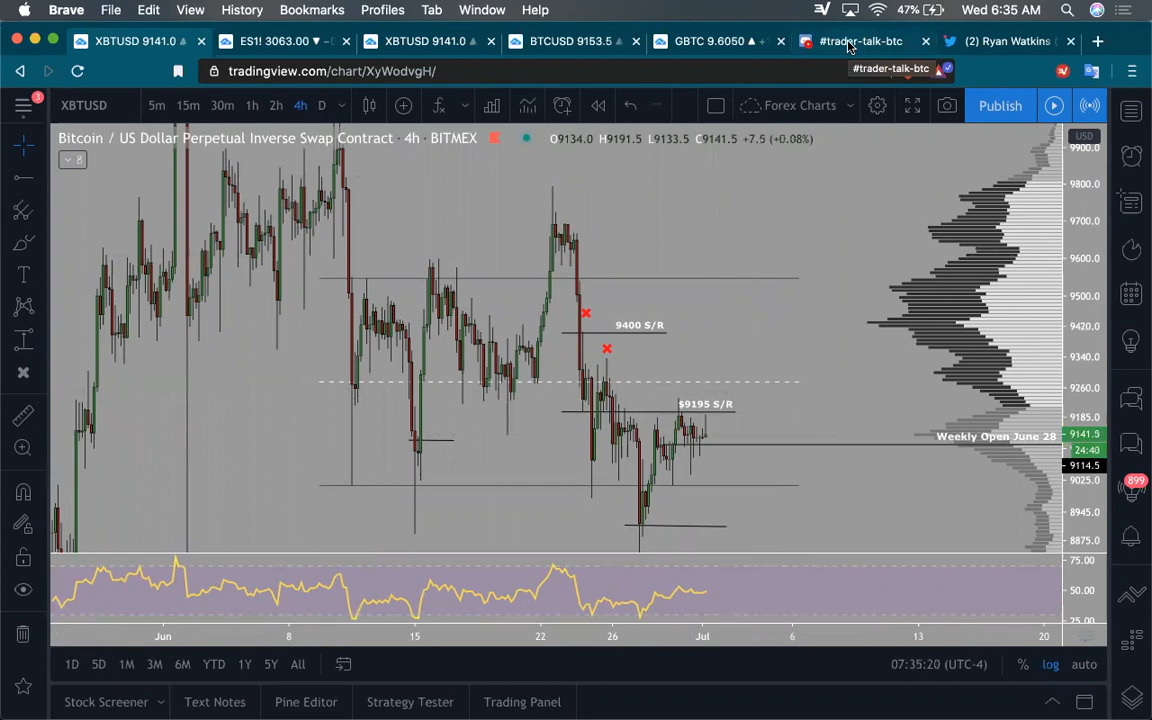 Brave File Edit View History Bookmarks Profiles Tab Window Help 47% Wed 6:35 AM
XBTUSD 9141.0 ▲ × ES1! 3063.00 ▼ − × XBTUSD 9141.0 ▲ × BTCUSD 9153.5 ▲ × GBTC 9.6050 ▲ + × #trader-talk-btc × (2) Ryan Watkins × +
tradingview.com/chart/XyWodvgH/
#trader-talk-btc
3
XBTUSD 5m 15m 30m 1h 2h 4h D Forex Charts Publish
Bitcoin / US Dollar Perpetual Inverse Swap Contract · 4h · BITMEX O9134.0 H9191.5 L9133.5 C9141.5 +7.5 (+0.08%)
USD
8
9900.0
9800.0
9700.0
9600.0
9500.0
9400 S/R
9420.0
9340.0
9260.0
$9195 S/R
9185.0
Weekly Open June 28
9141.5
24:40
9114.5
9025.0
899
8945.0
8875.0
75.00
50.00
25.00
Jun 8 15 22 26 Jul 6 13 20
1D 5D 1M 3M 6M YTD 1Y 5Y All 07:35:20 (UTC-4) % log auto
Stock Screener Text Notes Pine Editor Strategy Tester Trading Panel